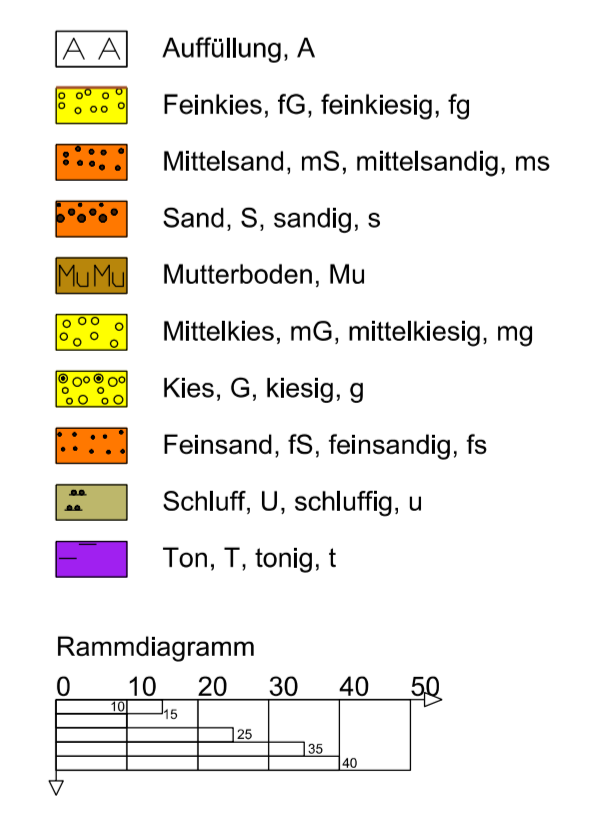 A A Auffüllung, A
Feinkies, fG, feinkiesig, fg
Mittelsand, mS, mittelsandig, ms
Sand, S, sandig, s
MuMu Mutterboden, Mu
Mittelkies, mG, mittelkiesig, mg
Kies, G, kiesig, g
Feinsand, fS, feinsandig, fs
Schluff, U, schluffig, u
Ton, T, tonig, t
Rammdiagramm
0 10 20 30 40 50
10
15
25
35
40